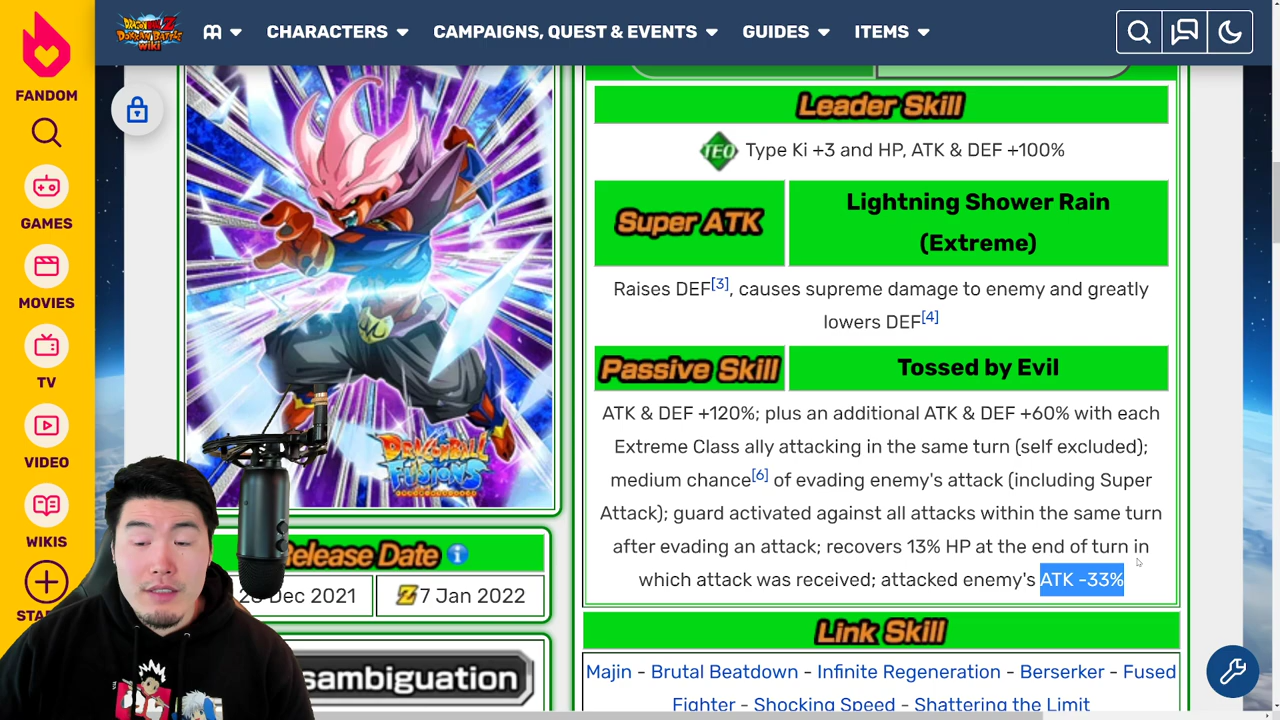 FANDOM
GAMES
MOVIES
TV
VIDEO
WIKIS
DRAGON BALL Z
DOKKAN BATTLE
WIKI
CHARACTERS
CAMPAIGNS, QUEST & EVENTS
GUIDES
ITEMS
DRAGONBALL
FUSIONS
Release Date
Dec 2021
Z 7 Jan 2022
sambiguation
Leader Skill
TEQ Type Ki +3 and HP, ATK & DEF +100%
Super ATK
Lightning Shower Rain
(Extreme)
Raises DEF[3], causes supreme damage to enemy and greatly
lowers DEF[4]
Passive Skill
Tossed by Evil
ATK & DEF +120%; plus an additional ATK & DEF +60% with each
Extreme Class ally attacking in the same turn (self excluded);
medium chance[6] of evading enemy's attack (including Super
Attack); guard activated against all attacks within the same turn
after evading an attack; recovers 13% HP at the end of turn in
which attack was received; attacked enemy's ATK -33%
Link Skill
Majin - Brutal Beatdown - Infinite Regeneration - Berserker - Fused
Fighter - Shocking Speed - Shattering the Limit